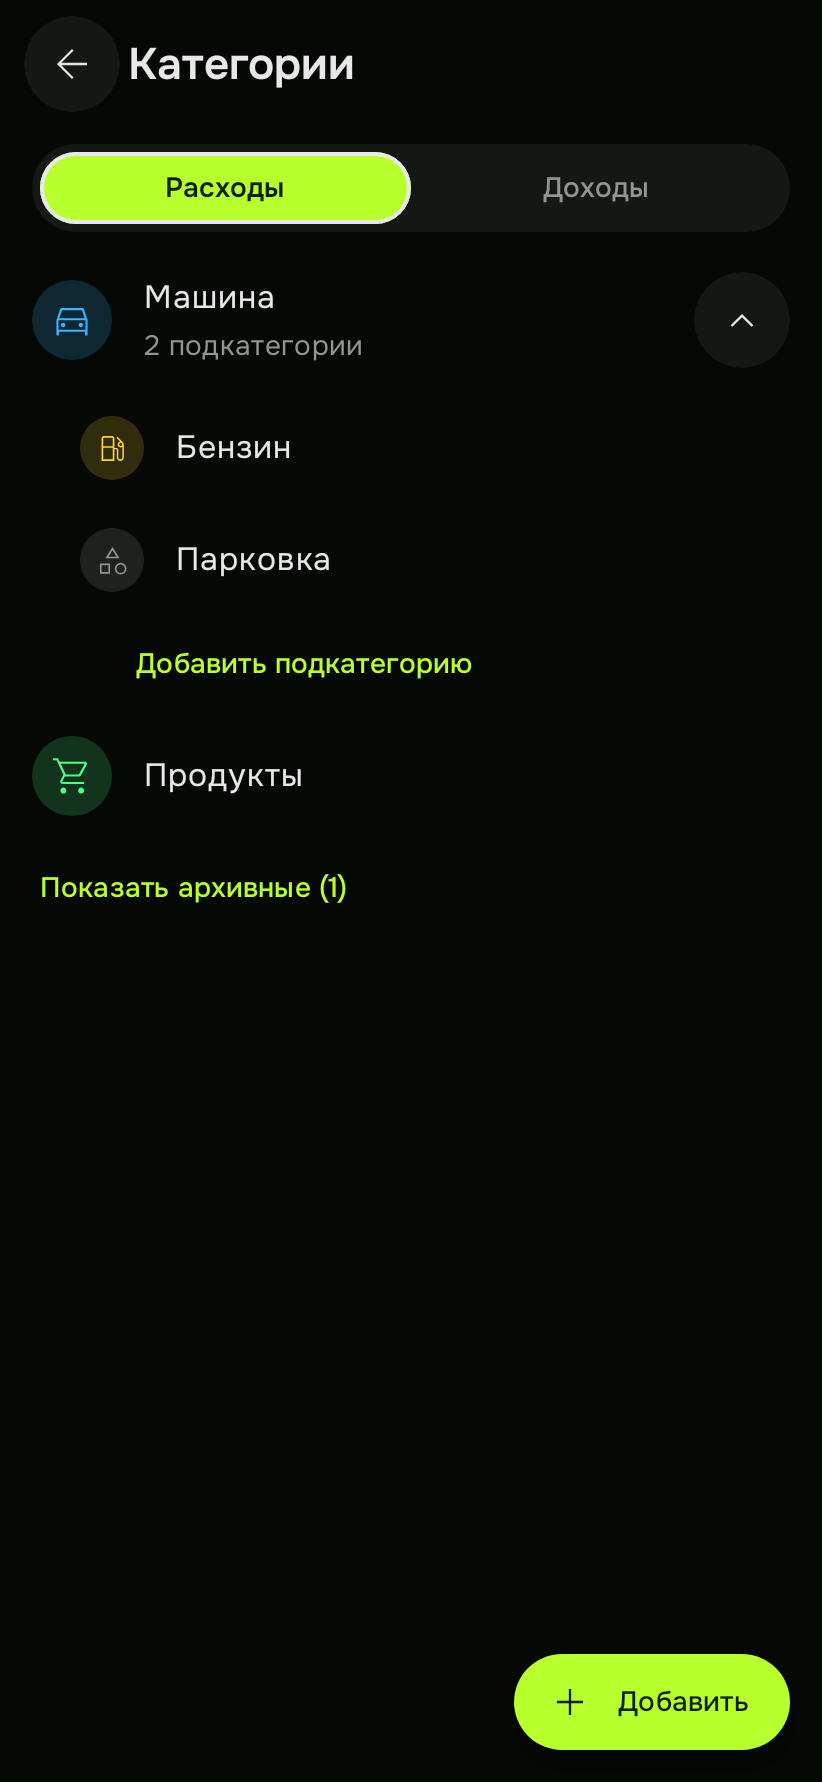 Категории
Расходы
Доходы
Машина
2 подкатегории
Бензин
Парковка
Добавить подкатегорию
Продукты
Показать архивные (1)
Добавить